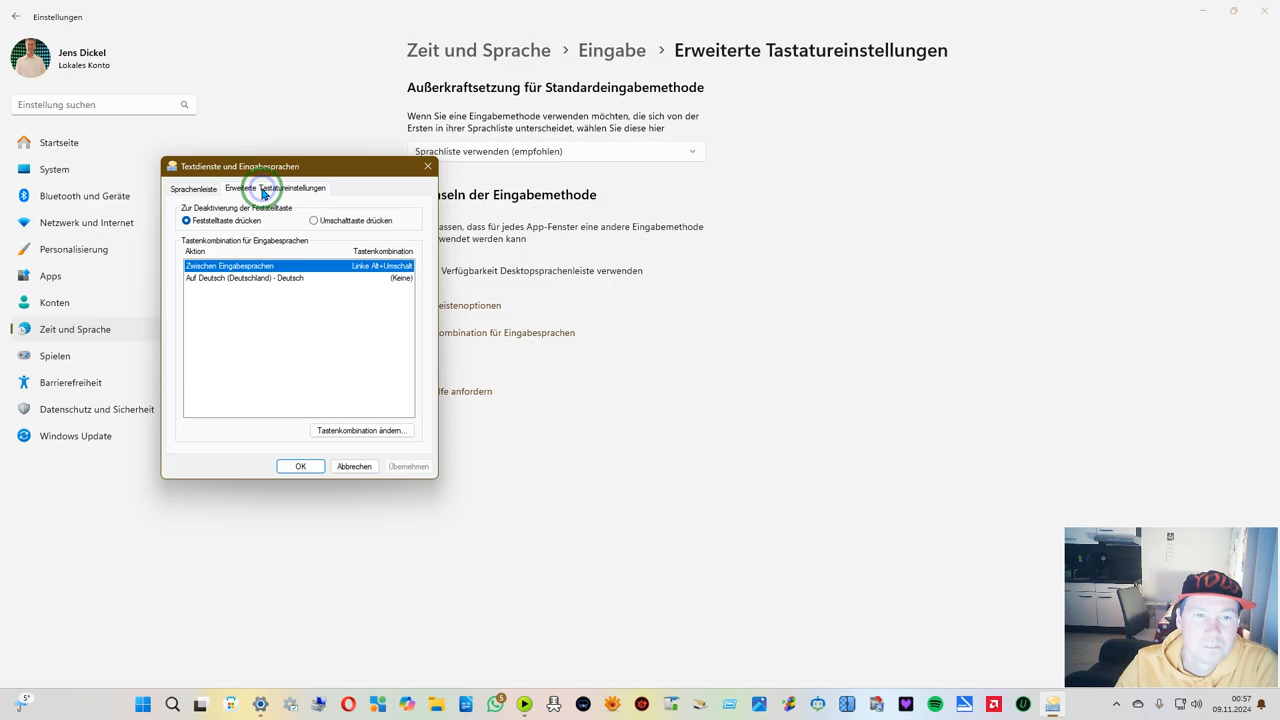 Einstellungen
Jens Dickel
Lokales Konto
Einstellung suchen
Startseite
System
Bluetooth und Geräte
Netzwerk und Internet
Personalisierung
Apps
Konten
Zeit und Sprache
Spielen
Barrierefreiheit
Datenschutz und Sicherheit
Windows Update
Zeit und Sprache > Eingabe > Erweiterte Tastatureinstellungen
Außerkraftsetzung für Standardeingabemethode
Wenn Sie eine Eingabemethode verwenden möchten, die sich von der
Ersten in ihrer Sprachliste unterscheidet, wählen Sie diese hier
Sprachliste verwenden (empfohlen)
seln der Eingabemethode
assen, dass für jedes App-Fenster eine andere Eingabemethode
wendet werden kann
Verfügbarkeit Desktopsprachenleiste verwenden
eistenoptionen
ombination für Eingabesprachen
lfe anfordern
Textdienste und Eingabesprachen
Sprachenleiste
Erweiterte Tastatureinstellungen
Zur Deaktivierung der Feststelltaste
Feststelltaste drücken
Umschalttaste drücken
Tastenkombination für Eingabesprachen
Aktion Tastenkombination
Zwischen Eingabesprachen Linke Alt+Umschalt
Auf Deutsch (Deutschland) - Deutsch (Keine)
Tastenkombination ändern...
OK
Abbrechen
Übernehmen
5°
5
00:57
09.11.2024